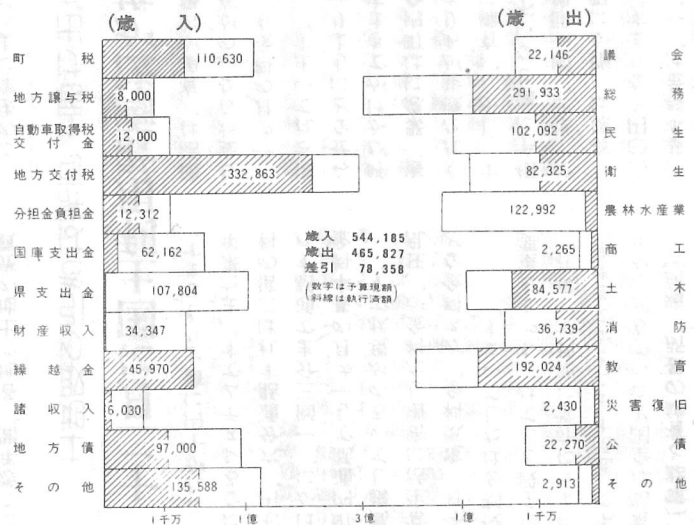 (歳入)
町税 110,630
地方譲与税 8,000
自動車取得税
交付金 12,000
地方交付税 332,863
分担金負担金 12,312
国庫支出金 62,162
県支出金 107,804
財産収入 34,347
繰越金 45,970
諸収入 6,030
地方債 97,000
その他 135,588
1千万 1億 3億
歳入 544,185
歳出 465,827
差引 78,358
(数字は予算現額
斜線は執行済額)
(歳出)
22,146 議会
291,933 総務
102,092 民生
82,325 衛生
122,992 農林水産業
2,265 商工
84,577 土木
36,739 消防
192,024 教育
2,430 災害復旧
22,270 公債
2,913 その他
1億 1千万